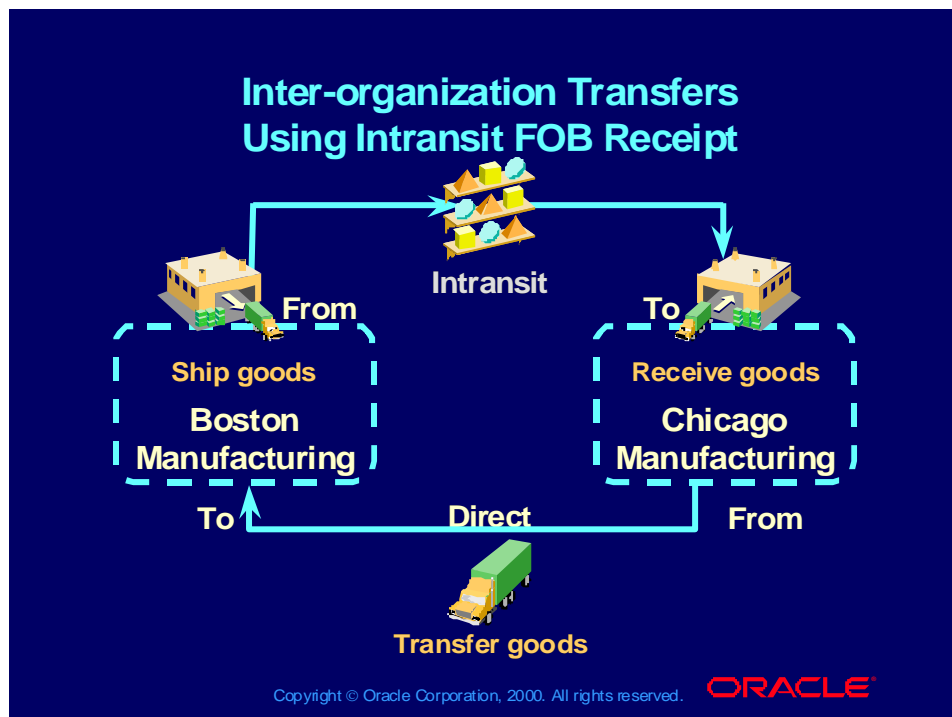 Inter-organization Transfers
Using Intransit FOB Receipt
Intransit
From
To
Ship goods
Receive goods
Boston
Manufacturing
Chicago
Manufacturing
To
Direct
From
Transfer goods
Copyright © Oracle Corporation, 2000. All rights reserved.
ORACLE®